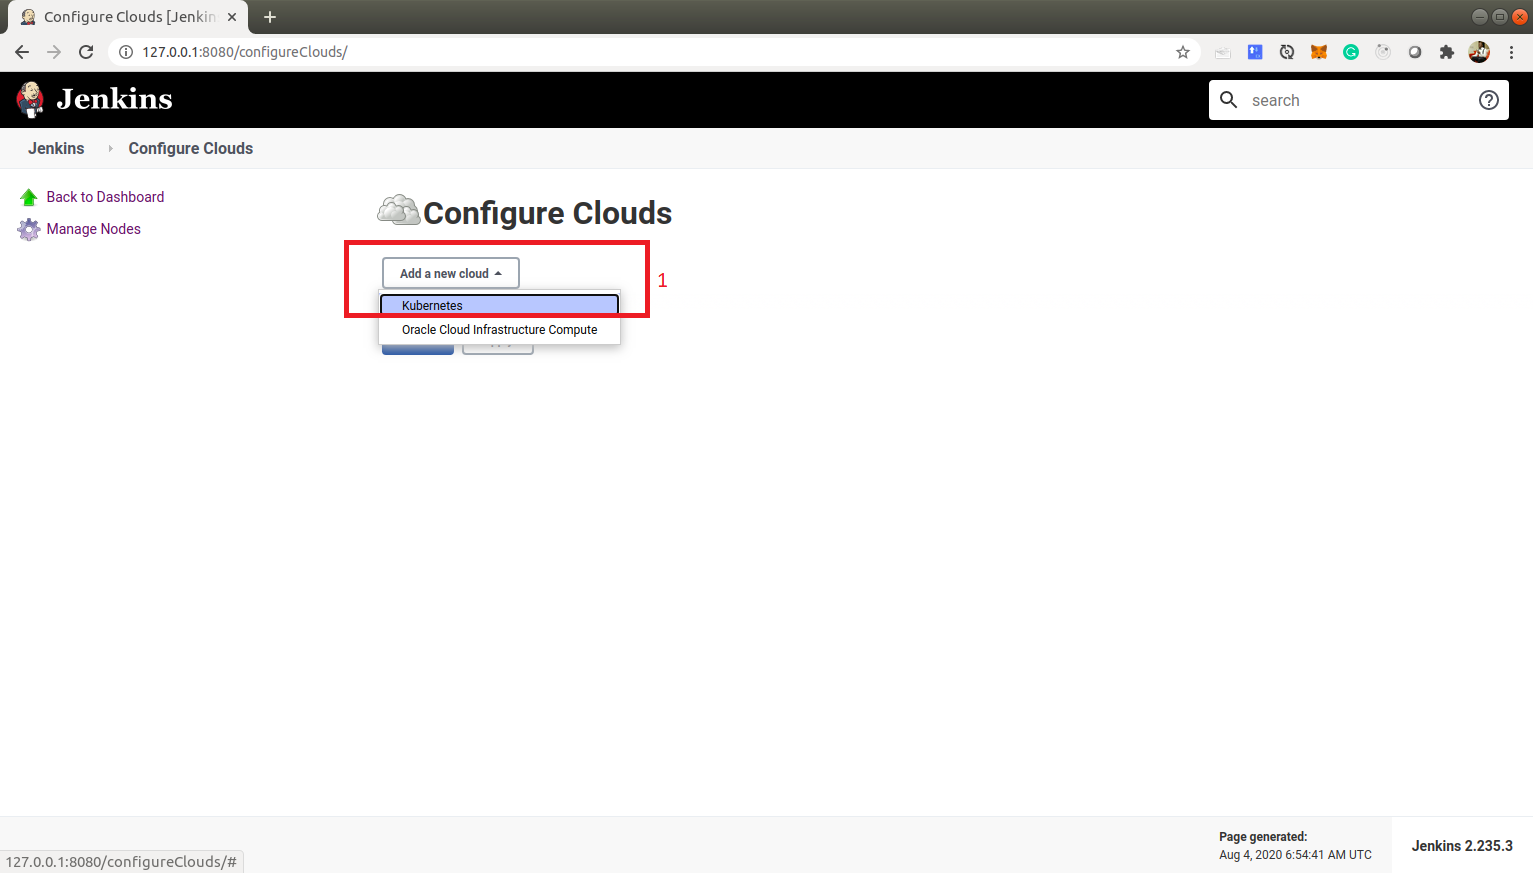 Configure Clouds [Jenkin
127.0.0.1:8080/configureClouds/
Jenkins
search
Jenkins
Configure Clouds
Back to Dashboard
Manage Nodes
Configure Clouds
Add a new cloud
1
Kubernetes
Oracle Cloud Infrastructure Compute
Page generated:
Aug 4, 2020 6:54:41 AM UTC
Jenkins 2.235.3
127.0.0.1:8080/configureClouds/#